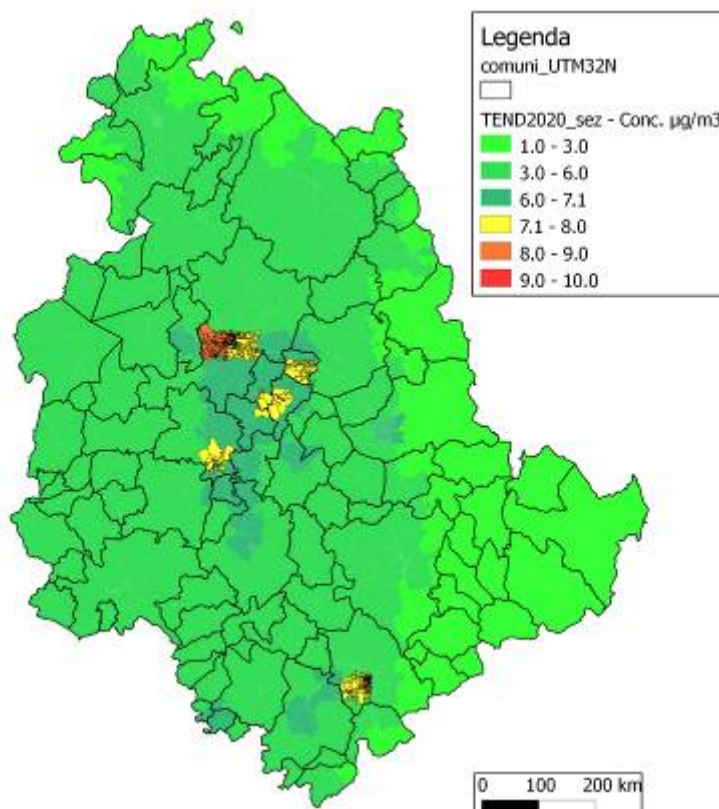 Legenda
comuni_UTM32N
TEND2020_sez - Conc. µg/m3
1.0 - 3.0
3.0 - 6.0
6.0 - 7.1
7.1 - 8.0
8.0 - 9.0
9.0 - 10.0
0 100 200 km